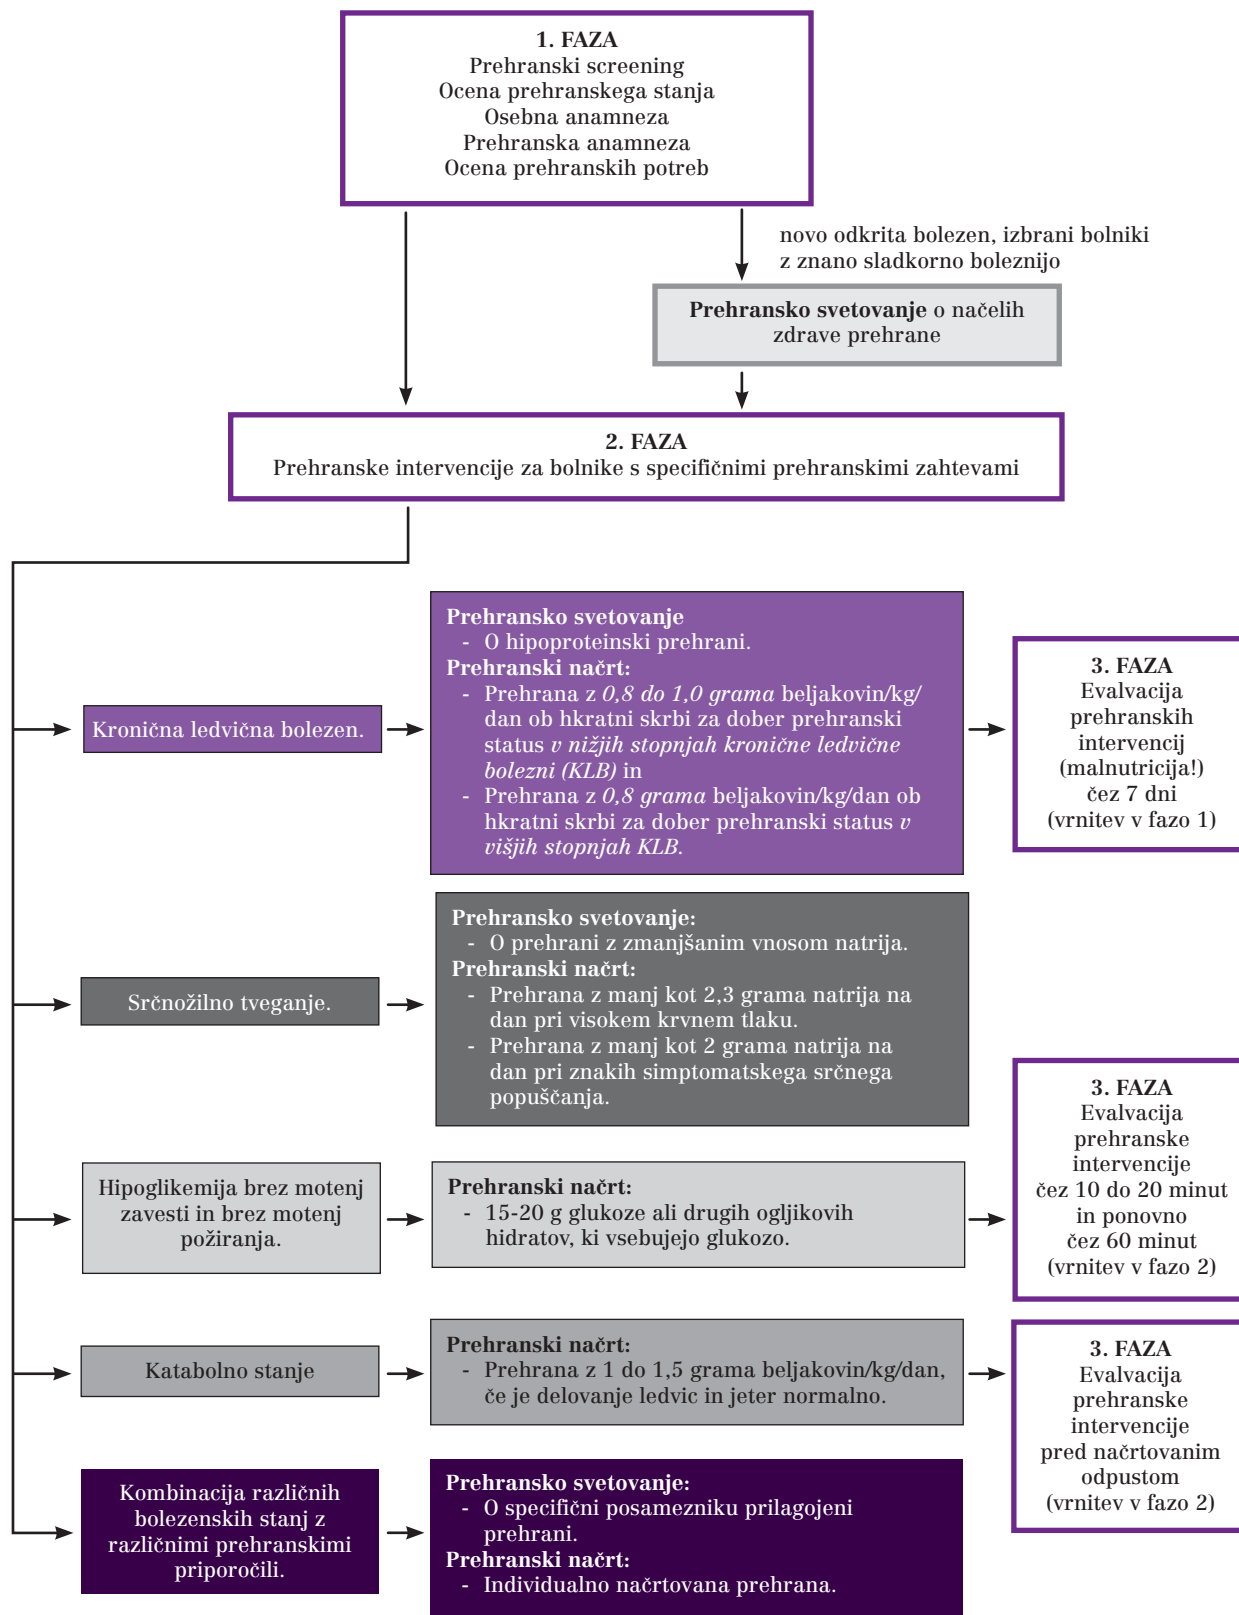 1. FAZA
Prehranski screening
Ocena prehranskega stanja
Osebna anamneza
Prehranska anamneza
Ocena prehranskih potreb
novo odkrita bolezen, izbrani bolniki
z znano sladkorno boleznijo
Prehransko svetovanje o načelih
zdrave prehrane
2. FAZA
Prehranske intervencije za bolnike s specifičnimi prehranskimi zahtevami
Kronična ledvična bolezen.
Prehransko svetovanje
- O hipoproteinski prehrani.
Prehranski načrt:
- Prehrana z 0,8 do 1,0 grama beljakovin/kg/
dan ob hkratni skrbi za dober prehranski
status v nižjih stopnjah kronične ledvične
bolezni (KLB) in
- Prehrana z 0,8 grama beljakovin/kg/dan ob
hkratni skrbi za dober prehranski status v
višjih stopnjah KLB.
3. FAZA
Evalvacija
prehranskih
intervencij
(malnutricija!)
čez 7 dni
(vrnitev v fazo 1)
Srčnožilno tveganje.
Prehransko svetovanje:
- O prehrani z zmanjšanim vnosom natrija.
Prehranski načrt:
- Prehrana z manj kot 2,3 grama natrija na
dan pri visokem krvnem tlaku.
- Prehrana z manj kot 2 grama natrija na
dan pri znakih simptomatskega srčnega
popuščanja.
Hipoglikemija brez motenj
zavesti in brez motenj
požiranja.
Prehranski načrt:
- 15-20 g glukoze ali drugih ogljikovih
hidratov, ki vsebujejo glukozo.
3. FAZA
Evalvacija
prehranske
intervencije
čez 10 do 20 minut
in ponovno
čez 60 minut
(vrnitev v fazo 2)
Katabolno stanje
Prehranski načrt:
- Prehrana z 1 do 1,5 grama beljakovin/kg/dan,
če je delovanje ledvic in jeter normalno.
3. FAZA
Evalvacija
prehranske
intervencije
pred načrtovanim
odpustom
(vrnitev v fazo 2)
Kombinacija različnih
bolezenskih stanj z
različnimi prehranskimi
priporočili.
Prehransko svetovanje:
- O specifični posamezniku prilagojeni
prehrani.
Prehranski načrt:
- Individualno načrtovana prehrana.